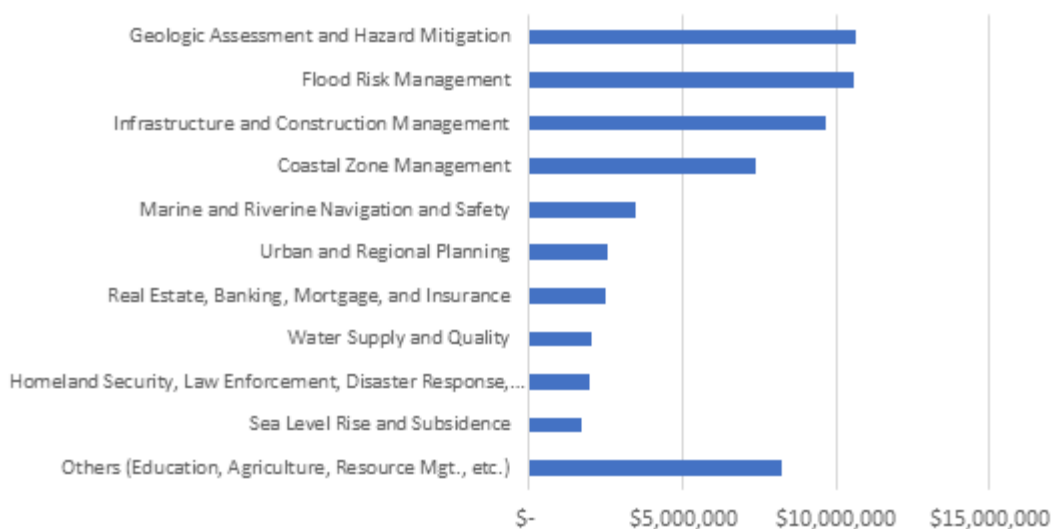 Geologic Assessment and Hazard Mitigation
Flood Risk Management
Infrastructure and Construction Management
Coastal Zone Management
Marine and Riverine Navigation and Safety
Urban and Regional Planning
Real Estate, Banking, Mortgage, and Insurance
Water Supply and Quality
Homeland Security, Law Enforcement, Disaster Response,...
Sea Level Rise and Subsidence
Others (Education, Agriculture, Resource Mgt., etc.)
$- $5,000,000 $10,000,000 $15,000,000